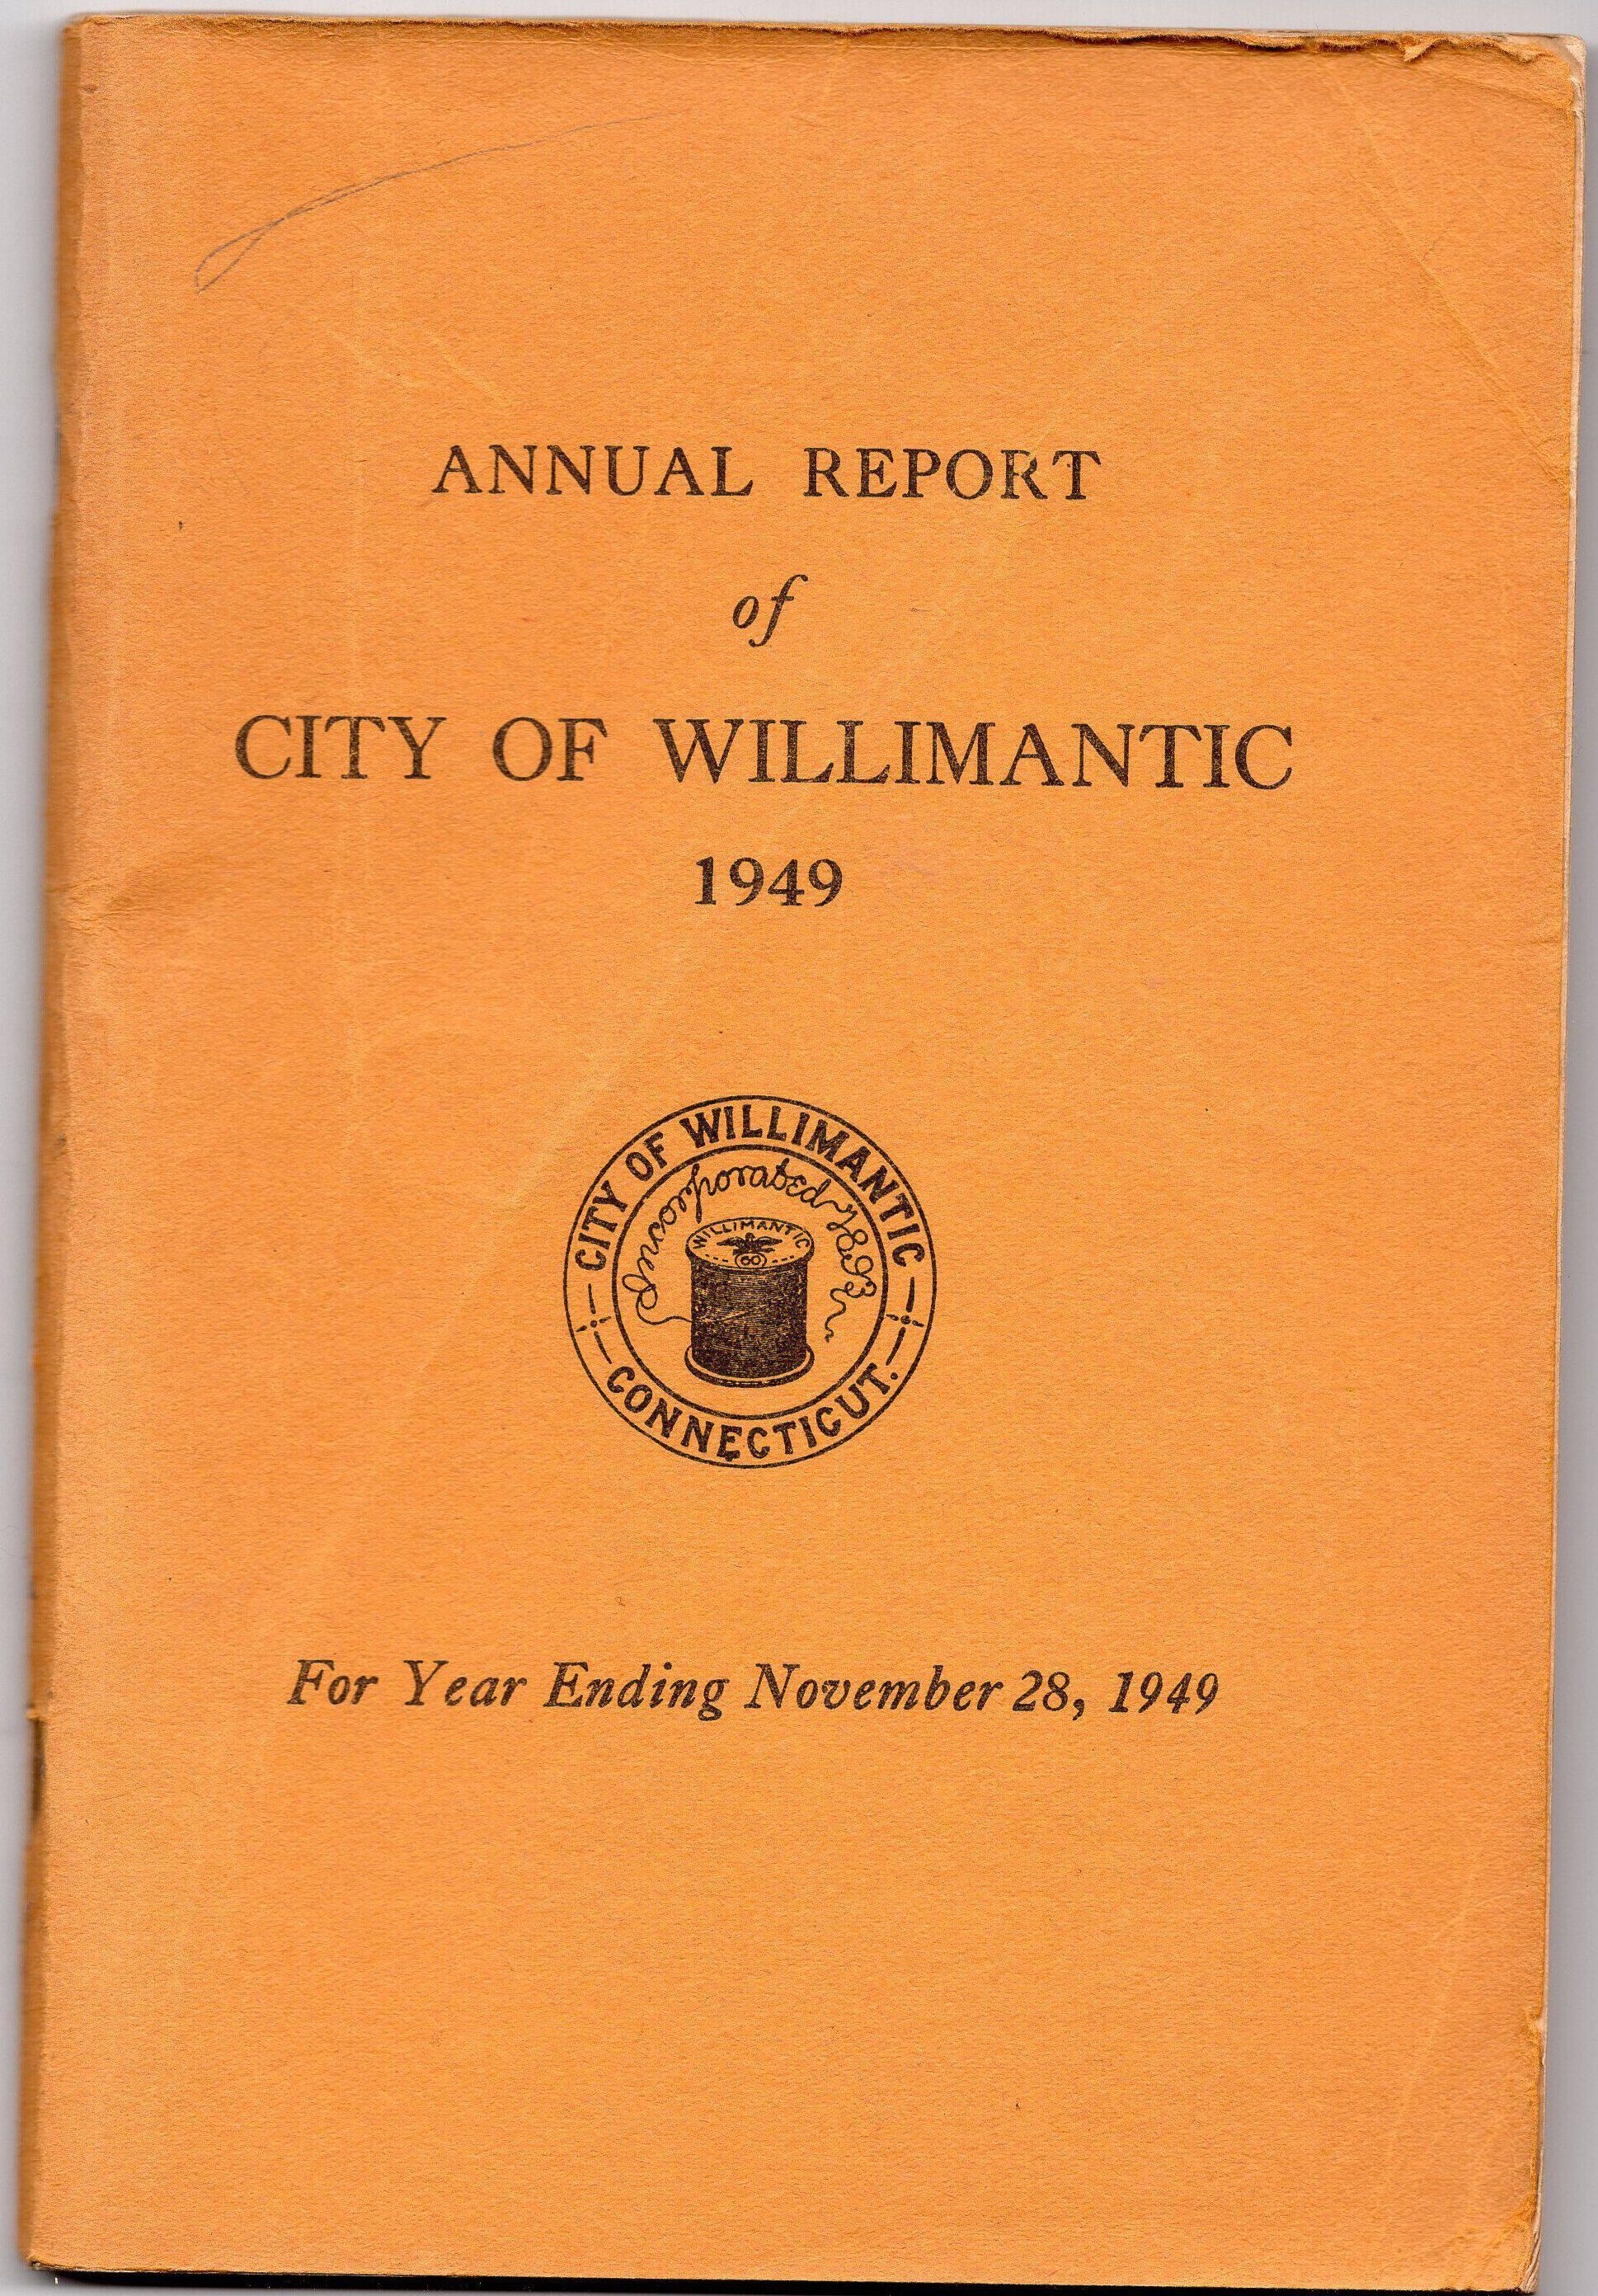 ANNUAL REPORT
of
CITY OF WILLIMANTIC
1949
CITY OF WILLIMANTIC
Incorporated 1893
WILLIMANTIC
60
CONNECTICUT.
For Year Ending November 28, 1949